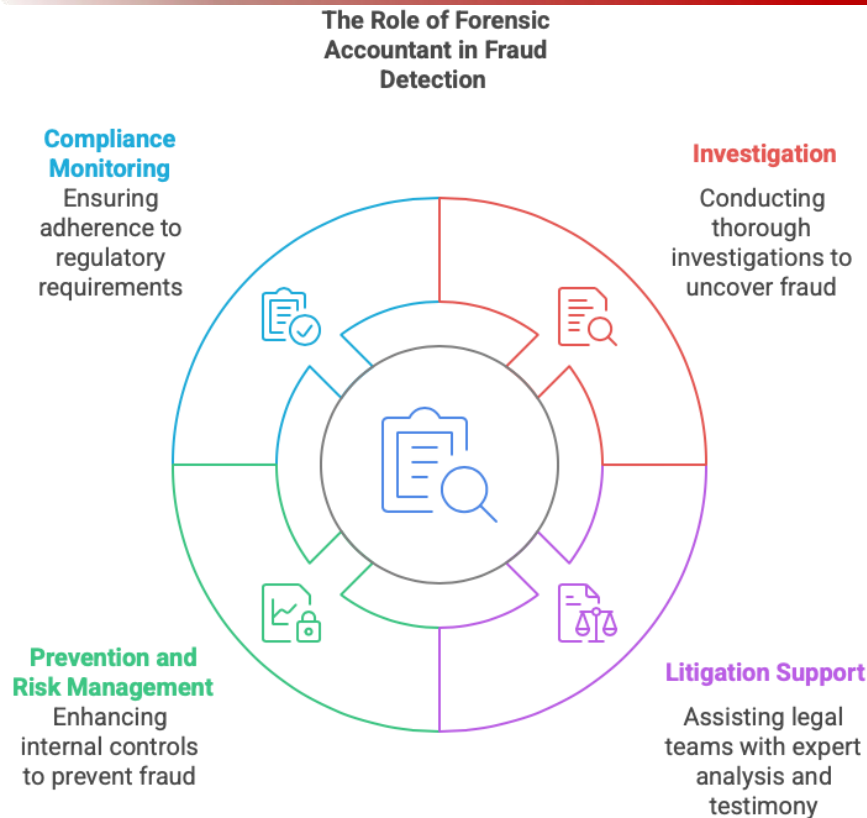 The Role of Forensic
Accountant in Fraud
Detection
Compliance
Monitoring
Ensuring
adherence to
regulatory
requirements
Investigation
Conducting
thorough
investigations to
uncover fraud
Prevention and
Risk Management
Enhancing
internal controls
to prevent fraud
Litigation Support
Assisting legal
teams with expert
analysis and
testimony